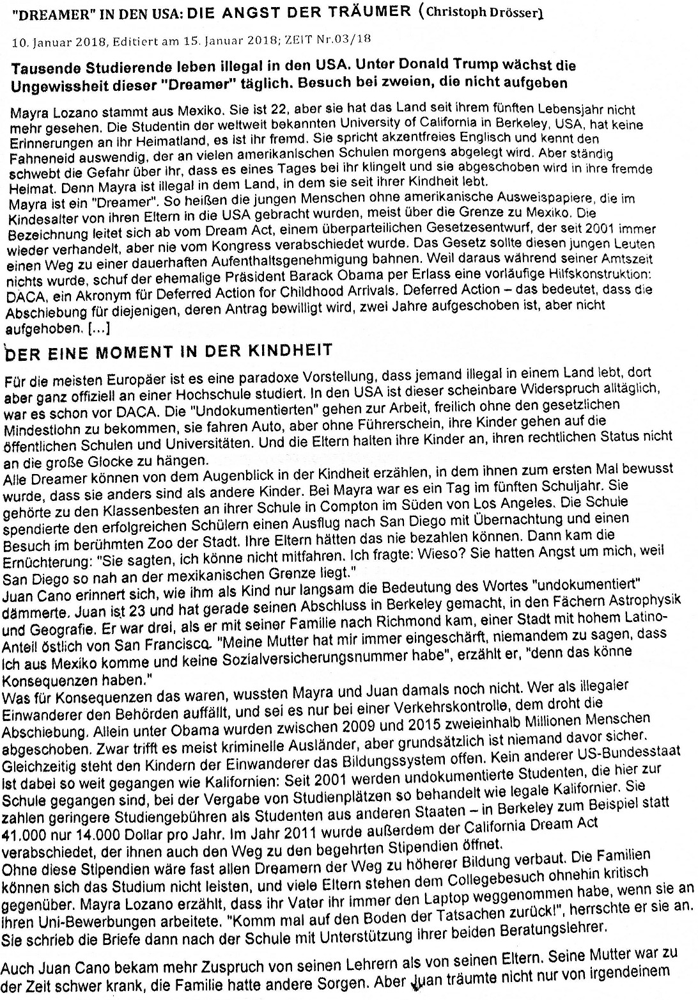 "DREAMER" IN DEN USA: DIE ANGST DER TRÄUMER (Christoph Drösser)
10. Januar 2018, Editiert am 15. Januar 2018; ZEIT Nr.03/18
Tausende Studierende leben illegal in den USA. Unter Donald Trump wächst die
Ungewissheit dieser "Dreamer" täglich. Besuch bei zweien, die nicht aufgeben
Mayra Lozano stammt aus Mexiko. Sie ist 22, aber sie hat das Land seit ihrem fünften Lebensjahr nicht
mehr gesehen. Die Studentin der weltweit bekannten University of California in Berkeley, USA, hat keine
Erinnerungen an ihr Heimatland, es ist ihr fremd. Sie spricht akzentfreies Englisch und kennt den
Fahneneid auswendig, der an vielen amerikanischen Schulen morgens abgelegt wird. Aber ständig
schwebt die Gefahr über ihr, dass es eines Tages bei ihr klingelt und sie abgeschoben wird in ihre fremde
Heimat. Denn Mayra ist illegal in dem Land, in dem sie seit ihrer Kindheit lebt.
Mayra ist ein "Dreamer". So heißen die jungen Menschen ohne amerikanische Ausweispapiere, die im
Kindesalter von ihren Eltern in die USA gebracht wurden, meist über die Grenze zu Mexiko. Die
Bezeichnung leitet sich ab vom Dream Act, einem überparteilichen Gesetzesentwurf, der seit 2001 immer
wieder verhandelt, aber nie vom Kongress verabschiedet wurde. Das Gesetz sollte diesen jungen Leuten
einen Weg zu einer dauerhaften Aufenthaltsgenehmigung bahnen. Weil daraus während seiner Amtszeit
nichts wurde, schuf der ehemalige Präsident Barack Obama per Erlass eine vorläufige Hilfskonstruktion:
DACA, ein Akronym für Deferred Action for Childhood Arrivals. Deferred Action – das bedeutet, dass die
Abschiebung für diejenigen, deren Antrag bewilligt wird, zwei Jahre aufgeschoben ist, aber nicht
aufgehoben. [...]
DER EINE MOMENT IN DER KINDHEIT
Für die meisten Europäer ist es eine paradoxe Vorstellung, dass jemand illegal in einem Land lebt, dort
aber ganz offiziell an einer Hochschule studiert. In den USA ist dieser scheinbare Widerspruch alltäglich,
war es schon vor DACA. Die "Undokumentierten" gehen zur Arbeit, freilich ohne den gesetzlichen
Mindestlohn zu bekommen, sie fahren Auto, aber ohne Führerschein, ihre Kinder gehen auf die
öffentlichen Schulen und Universitäten. Und die Eltern halten ihre Kinder an, ihren rechtlichen Status nicht
an die große Glocke zu hängen.
Alle Dreamer können von dem Augenblick in der Kindheit erzählen, in dem ihnen zum ersten Mal bewusst
wurde, dass sie anders sind als andere Kinder. Bei Mayra war es ein Tag im fünften Schuljahr. Sie
gehörte zu den Klassenbesten an ihrer Schule in Compton im Süden von Los Angeles. Die Schule
spendierte den erfolgreichen Schülern einen Ausflug nach San Diego mit Übernachtung und einen
Besuch im berühmten Zoo der Stadt. Ihre Eltern hätten das nie bezahlen können. Dann kam die
Ernüchterung: "Sie sagten, ich könne nicht mitfahren. Ich fragte: Wieso? Sie hatten Angst um mich, weil
San Diego so nah an der mexikanischen Grenze liegt."
Juan Cano erinnert sich, wie ihm als Kind nur langsam die Bedeutung des Wortes "undokumentiert"
dämmerte. Juan ist 23 und hat gerade seinen Abschluss in Berkeley gemacht, in den Fächern Astrophysik
und Geografie. Er war drei, als er mit seiner Familie nach Richmond kam, einer Stadt mit hohem Latino-
Anteil östlich von San Francisco. "Meine Mutter hat mir immer eingeschärft, niemandem zu sagen, dass
ich aus Mexiko komme und keine Sozialversicherungsnummer habe", erzählt er, "denn das könne
Konsequenzen haben."
Was für Konsequenzen das waren, wussten Mayra und Juan damals noch nicht. Wer als illegaler
Einwanderer den Behörden auffällt, und sei es nur bei einer Verkehrskontrolle, dem droht die
Abschiebung. Allein unter Obama wurden zwischen 2009 und 2015 zweieinhalb Millionen Menschen
abgeschoben. Zwar trifft es meist kriminelle Ausländer, aber grundsätzlich ist niemand davor sicher.
Gleichzeitig steht den Kindern der Einwanderer das Bildungssystem offen. Kein anderer US-Bundesstaat
ist dabei so weit gegangen wie Kalifornien: Seit 2001 werden undokumentierte Studenten, die hier zur
Schule gegangen sind, bei der Vergabe von Studienplätzen so behandelt wie legale Kalifornier. Sie
zahlen geringere Studiengebühren als Studenten aus anderen Staaten – in Berkeley zum Beispiel statt
41.000 nur 14.000 Dollar pro Jahr. Im Jahr 2011 wurde außerdem der California Dream Act
verabschiedet, der ihnen auch den Weg zu den begehrten Stipendien öffnet.
Ohne diese Stipendien wäre fast allen Dreamern der Weg zu höherer Bildung verbaut. Die Familien
können sich das Studium nicht leisten, und viele Eltern stehen dem Collegebesuch ohnehin kritisch
gegenüber. Mayra Lozano erzählt, dass ihr Vater ihr immer den Laptop weggenommen habe, wenn sie an
ihren Uni-Bewerbungen arbeitete. "Komm mal auf den Boden der Tatsachen zurück!", herrschte er sie an.
Sie schrieb die Briefe dann nach der Schule mit Unterstützung ihrer beiden Beratungslehrer.
Auch Juan Cano bekam mehr Zuspruch von seinen Lehrern als von seinen Eltern. Seine Mutter war zu
der Zeit schwer krank, die Familie hatte andere Sorgen. Aber Juan träumte nicht nur von irgendeinem